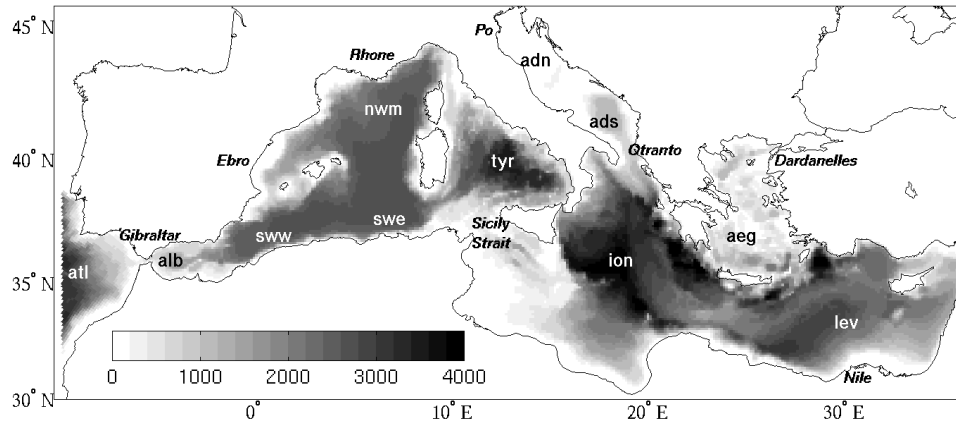 45° N
40° N
35° N
30° N
Po
adn
Rhone
nwm
ads
Ebro
tyr
Otranto
Dardanelles
Gibraltar
sww
swe
Sicily
Strait
aeg
atl
alb
ion
lev
Nile
0 1000 2000 3000 4000
0° 10° E 20° E 30° E